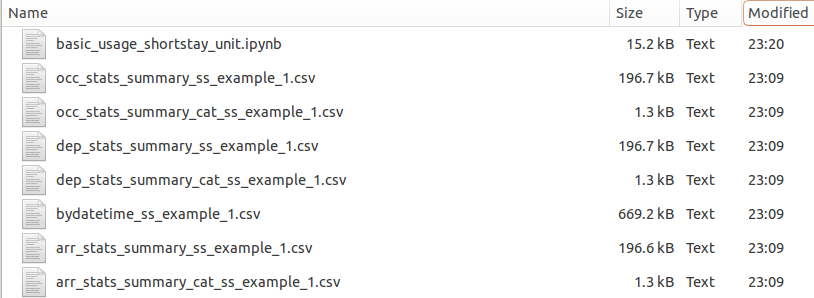 Name Size Type Modified
basic_usage_shortstay_unit.ipynb 15.2 kB Text 23:20
occ_stats_summary_ss_example_1.csv 196.7 kB Text 23:09
occ_stats_summary_cat_ss_example_1.csv 1.3 kB Text 23:09
dep_stats_summary_ss_example_1.csv 196.7 kB Text 23:09
dep_stats_summary_cat_ss_example_1.csv 1.3 kB Text 23:09
bydatetime_ss_example_1.csv 669.2 kB Text 23:09
arr_stats_summary_ss_example_1.csv 196.6 kB Text 23:09
arr_stats_summary_cat_ss_example_1.csv 1.3 kB Text 23:09